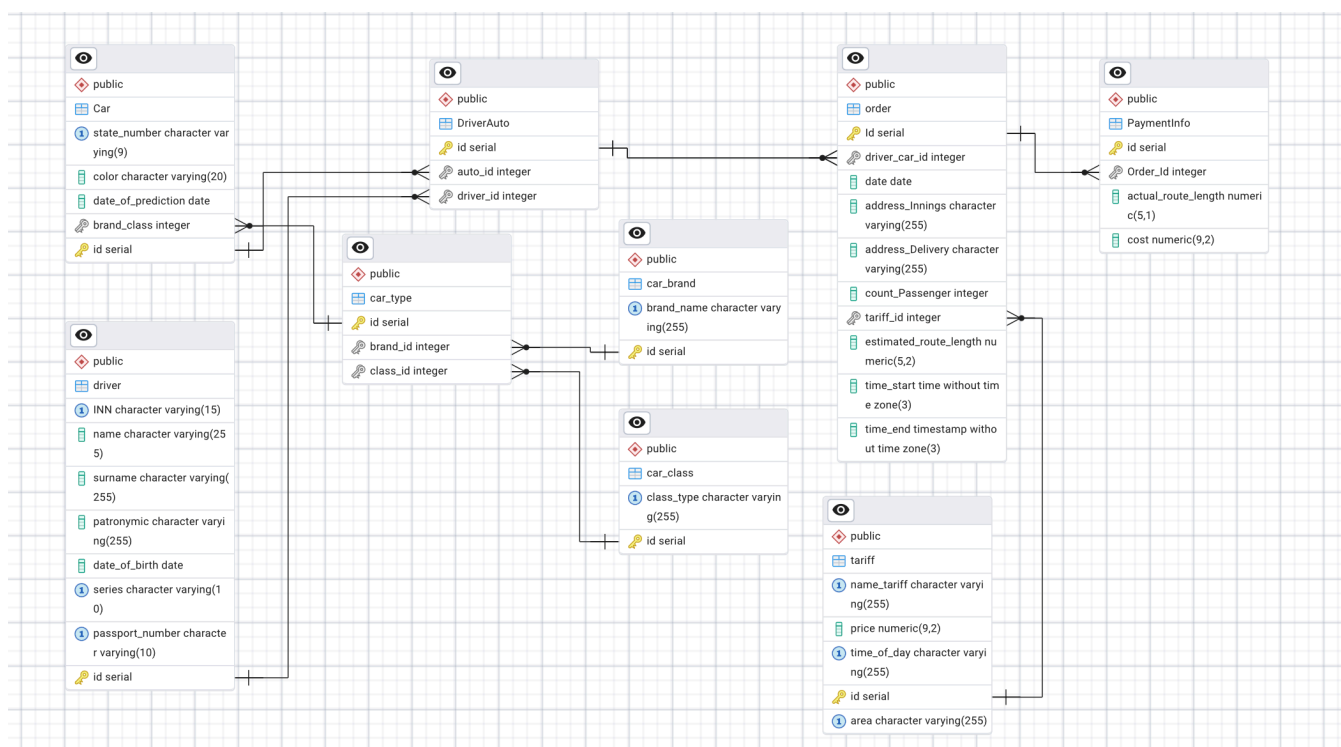 public
Car
state_number character var
ying(9)
color character varying(20)
date_of_prediction date
brand_class integer
id serial
public
driver
INN character varying(15)
name character varying(25
5)
surname character varying(
255)
patronymic character varyi
ng(255)
date_of_birth date
series character varying(1
0)
passport_number characte
r varying(10)
id serial
public
DriverAuto
id serial
auto_id integer
driver_id integer
public
car_type
id serial
brand_id integer
class_id integer
public
car_brand
brand_name character vary
ing(255)
id serial
public
car_class
class_type character varyin
g(255)
id serial
public
order
Id serial
driver_car_id integer
date date
address_Innings character
varying(255)
address_Delivery character
varying(255)
count_Passenger integer
tariff_id integer
estimated_route_length nu
meric(5,2)
time_start time without tim
e zone(3)
time_end timestamp witho
ut time zone(3)
public
tariff
name_tariff character varyi
ng(255)
price numeric(9,2)
time_of_day character varyi
ng(255)
id serial
area character varying(255)
public
PaymentInfo
id serial
Order_Id integer
actual_route_length numeri
c(5,1)
cost numeric(9,2)